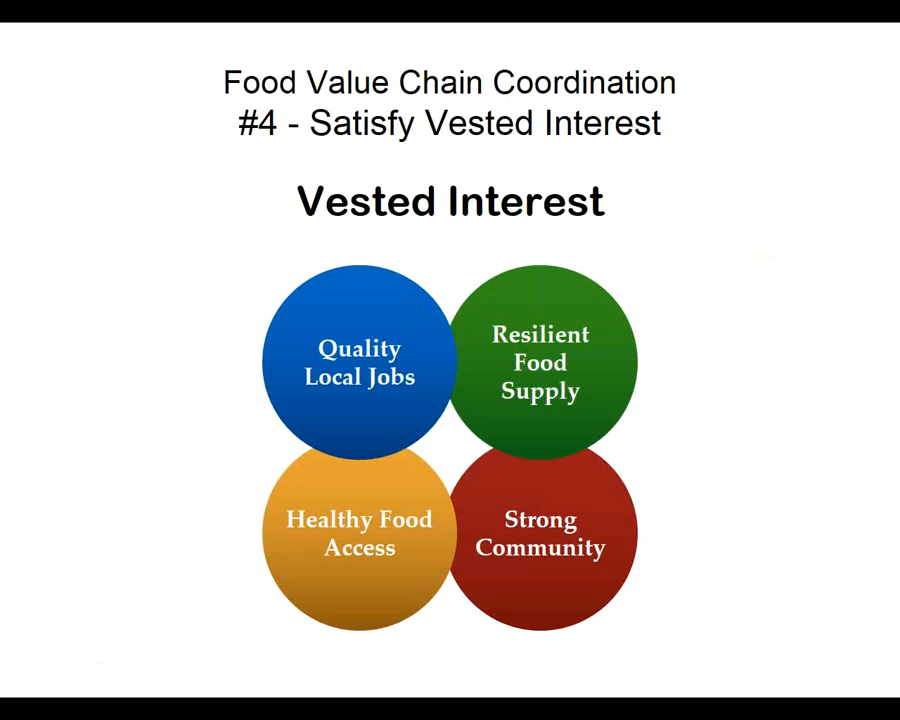 Food Value Chain Coordination
#4 - Satisfy Vested Interest
Vested Interest
Quality
Local Jobs
Resilient
Food
Supply
Healthy Food
Access
Strong
Community